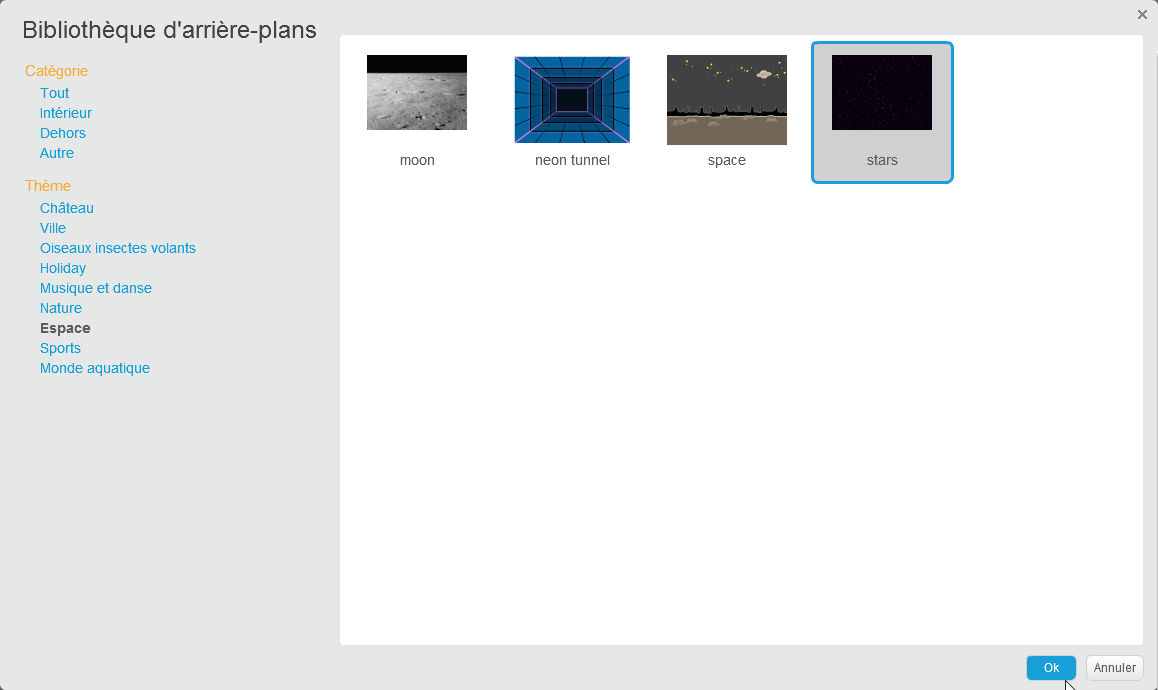 Bibliothèque d'arrière-plans
Catégorie
Tout
Intérieur
Dehors
Autre
Thème
Château
Ville
Oiseaux insectes volants
Holiday
Musique et danse
Nature
Espace
Sports
Monde aquatique
moon
neon tunnel
space
stars
Ok
Annuler